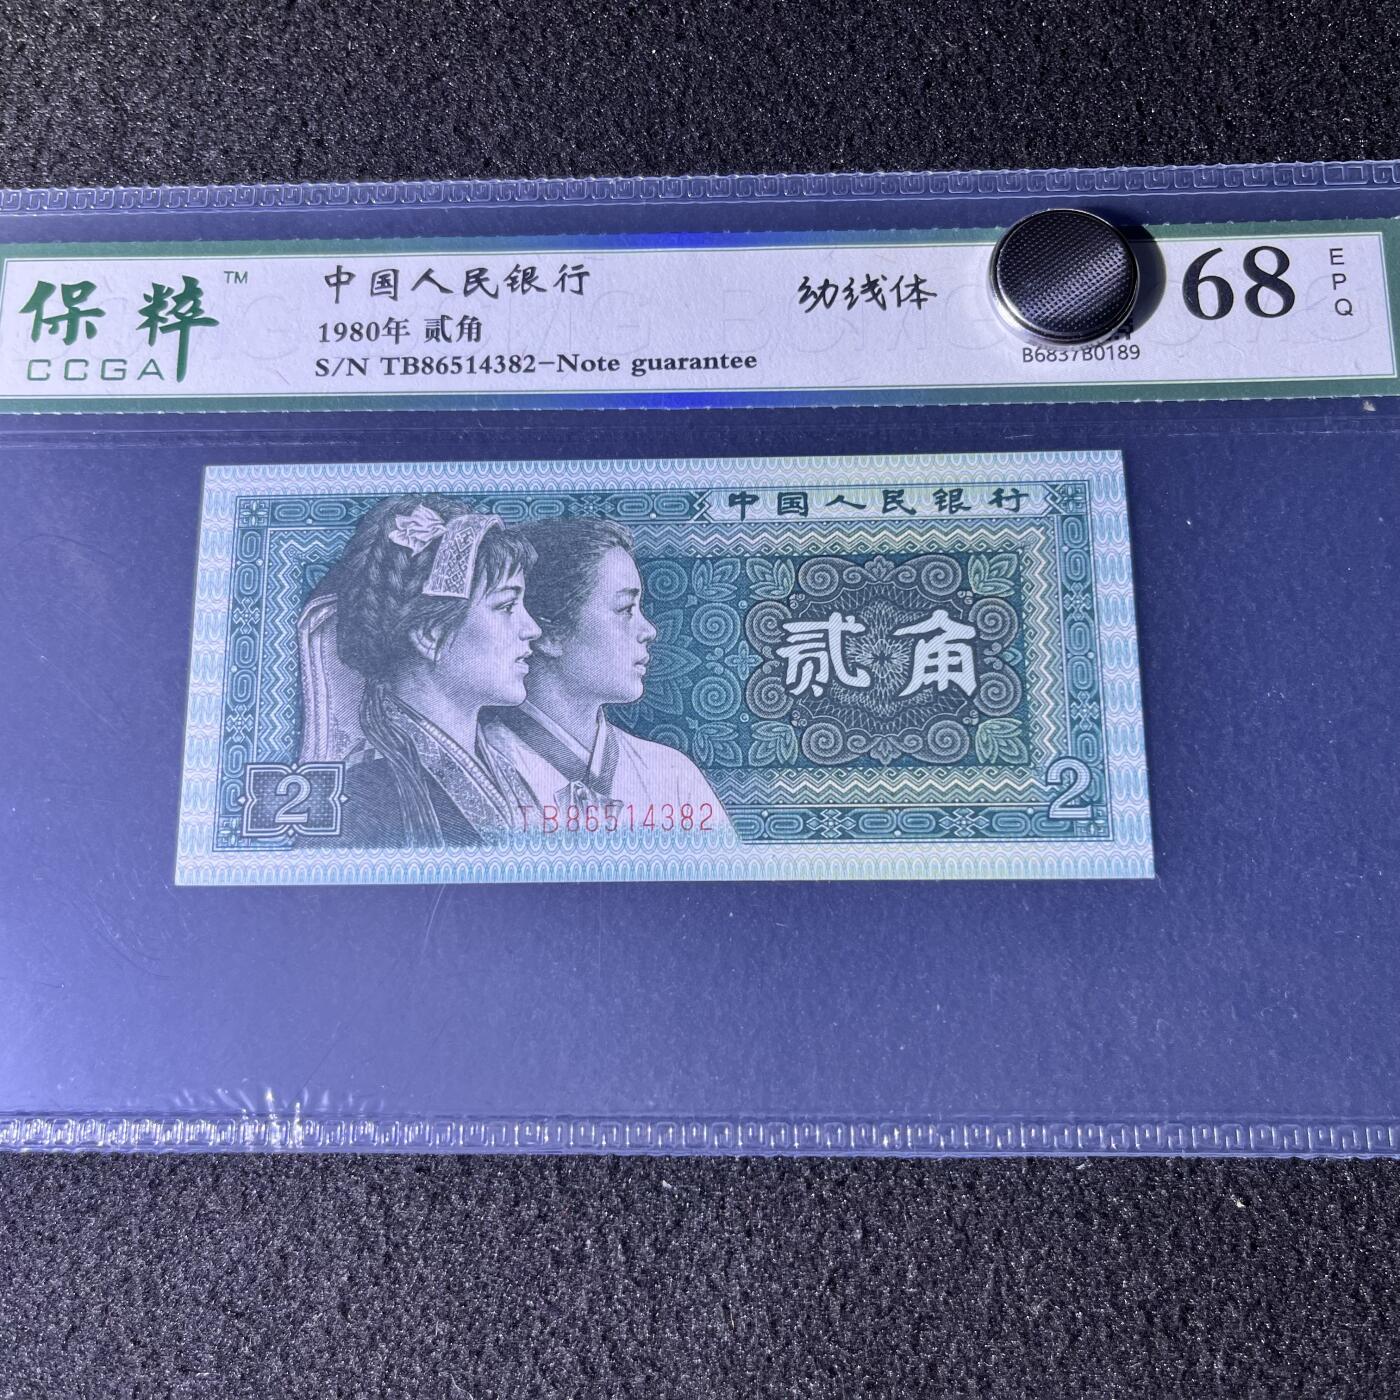 保粹™
CCGA
中国人民银行
1980年 贰角
S/N TB86514382-Note guarantee
幼线体
68
EPQ
B6837B0189
中国人民银行
贰角
2
2
TB86514382